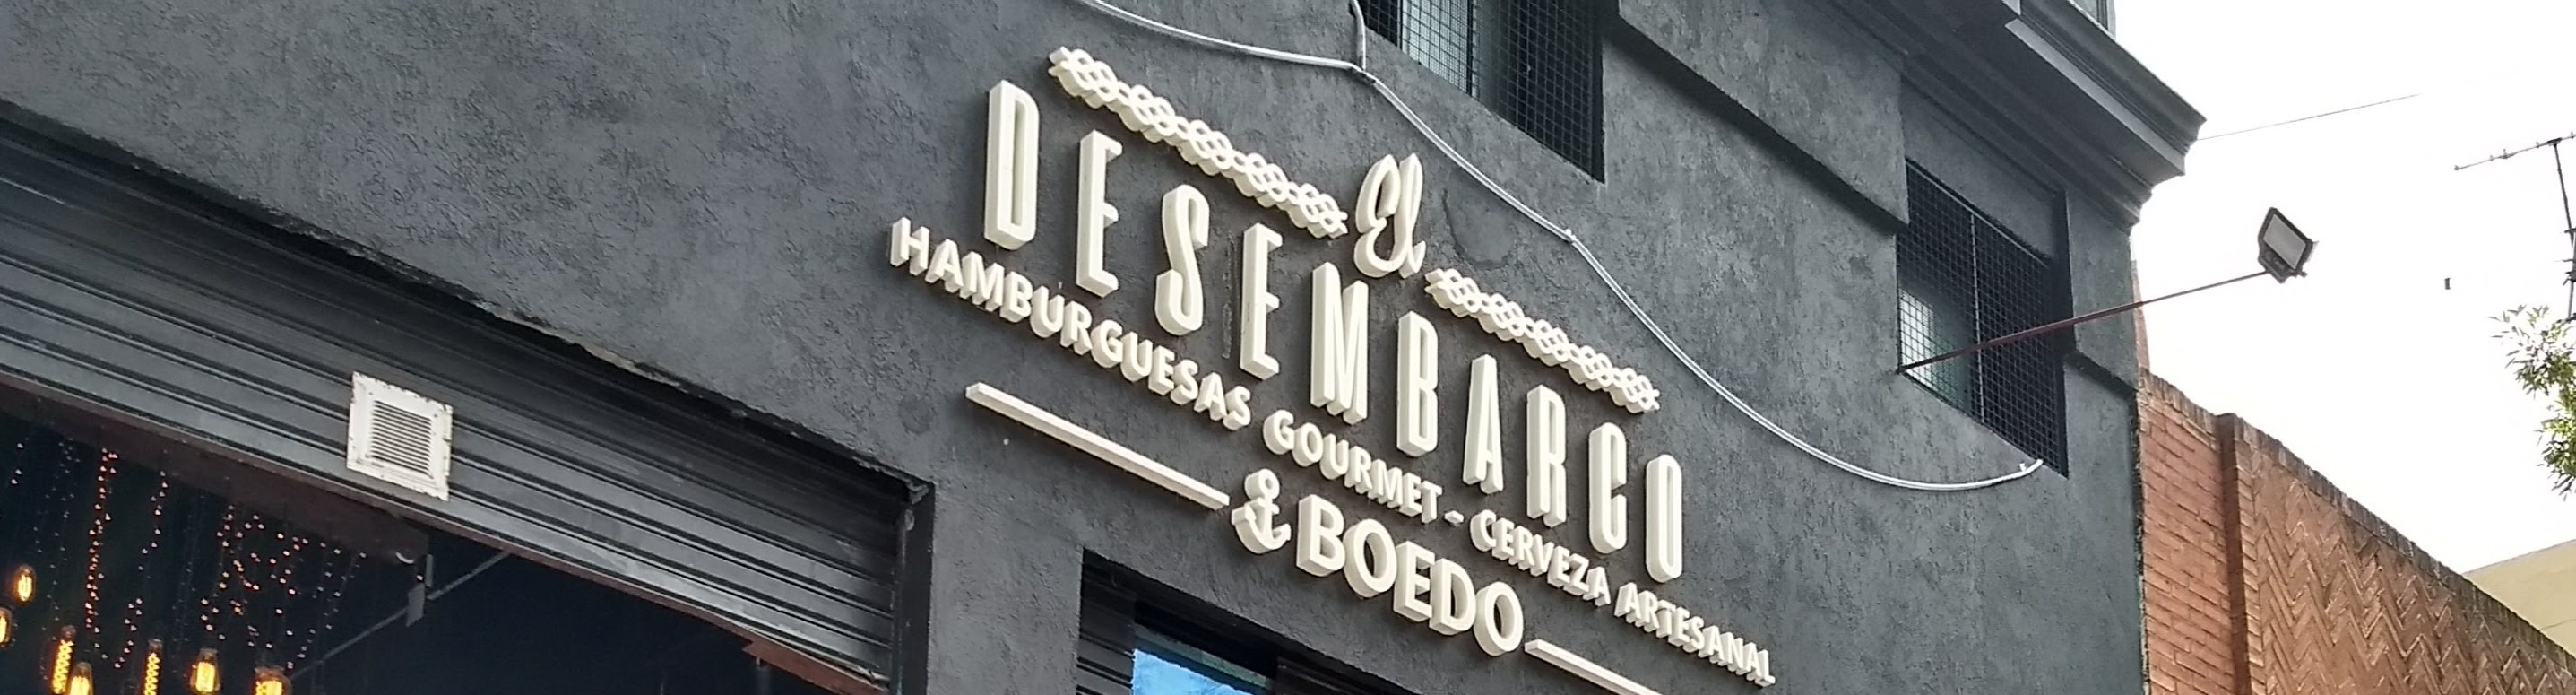 El
DESEMBARCO
HAMBURGUESAS GOURMET - CERVEZA ARTESANAL
BOEDO